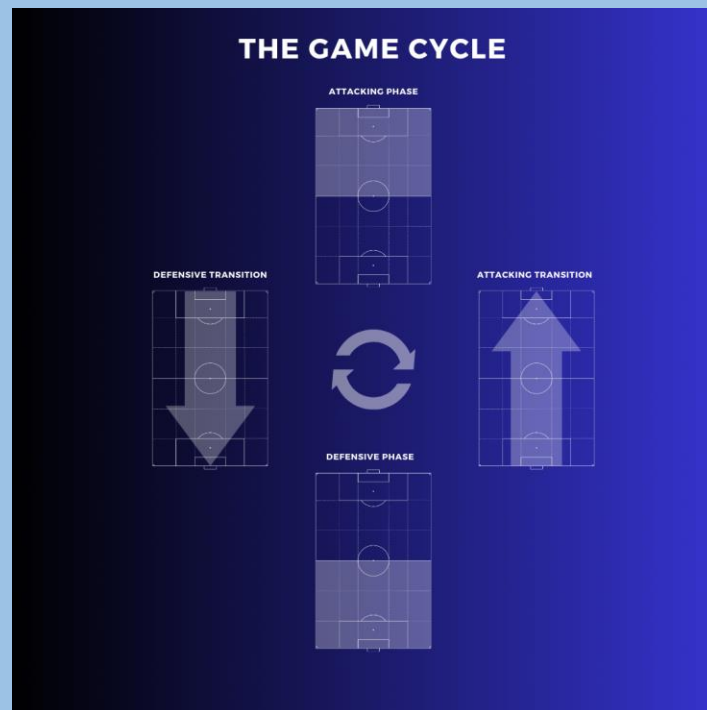 THE GAME CYCLE
ATTACKING PHASE
DEFENSIVE TRANSITION
ATTACKING TRANSITION
DEFENSIVE PHASE